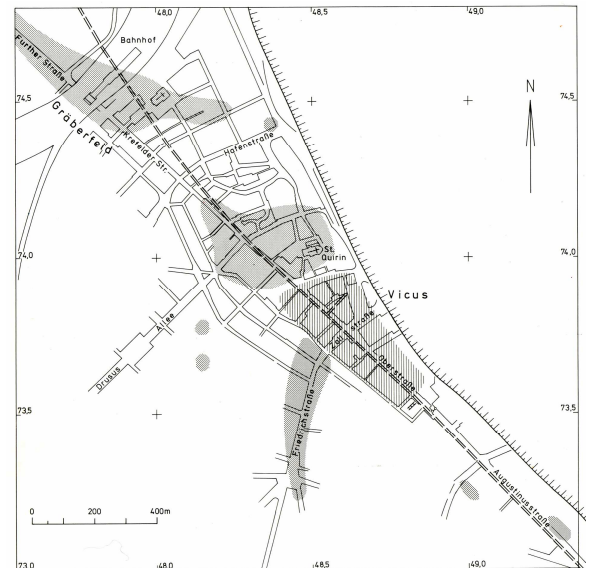 48,0
48,5
49,0
Bahnhof
Further Straße
N
74,5
74,5
Gräberfeld
Krefelder Str.
Hafenstraße
74,0
74,0
St.
Quirin
Vicus
Zollstraße
Drusus Allee
Oberstraße
73,5
73,5
Friedrichstraße
Augustinusstraße
0 200 400m
73,0
48,0
48,5
49,0